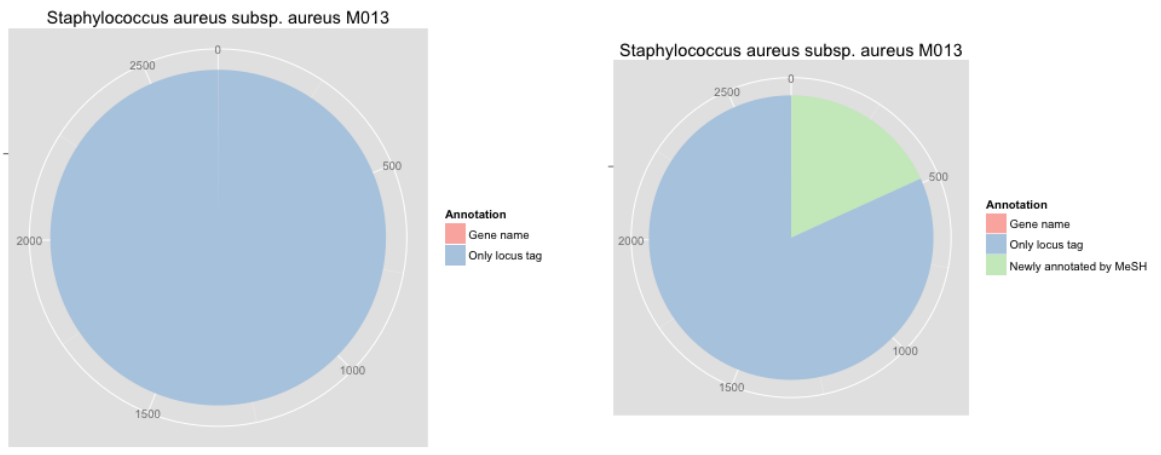 Staphylococcus aureus subsp. aureus M013
0
2500
500
2000
1000
1500
Annotation
Gene name
Only locus tag
Staphylococcus aureus subsp. aureus M013
0
2500
500
2000
1000
1500
Annotation
Gene name
Only locus tag
Newly annotated by MeSH